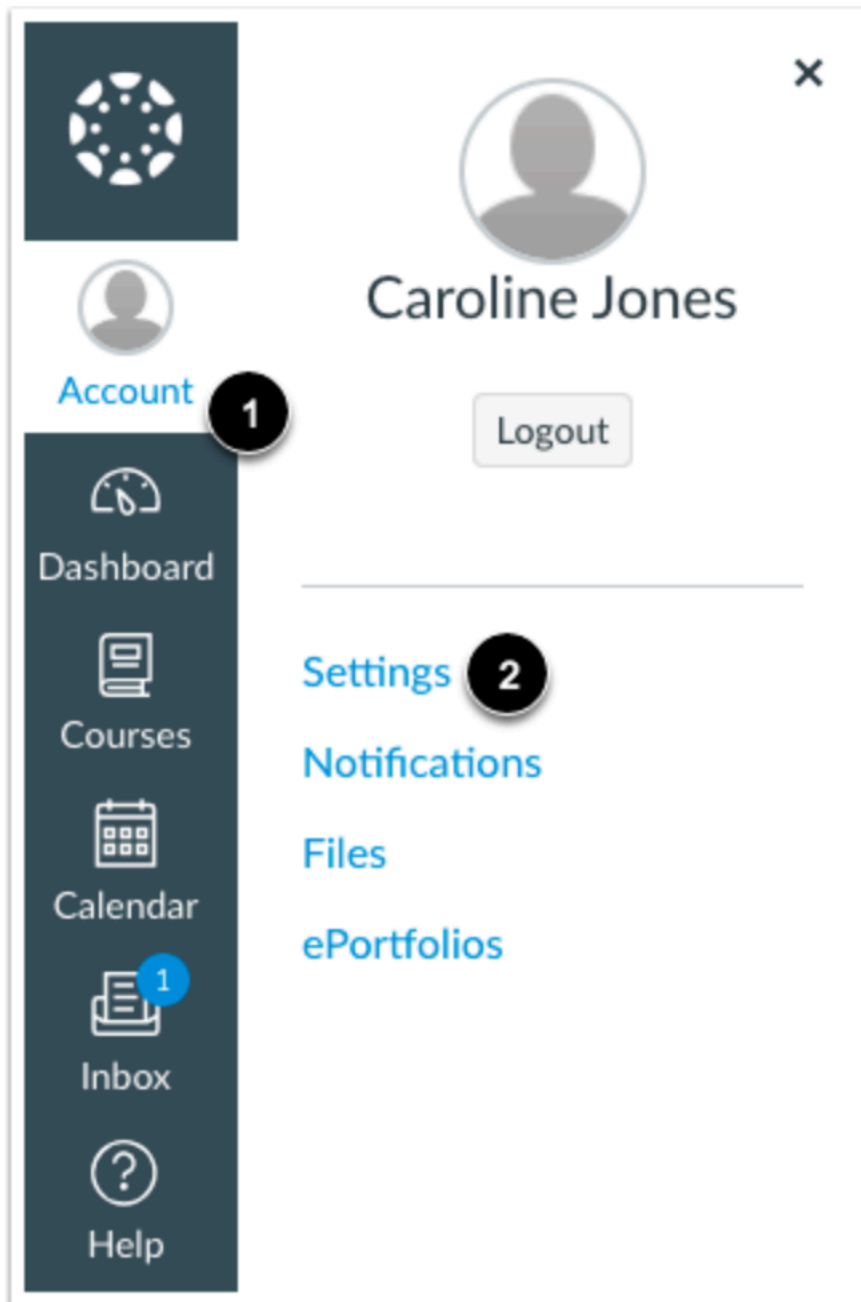 Account
1
Dashboard
Courses
Calendar
1
Inbox
?
Help
×
Caroline Jones
Logout
Settings 2
Notifications
Files
ePortfolios